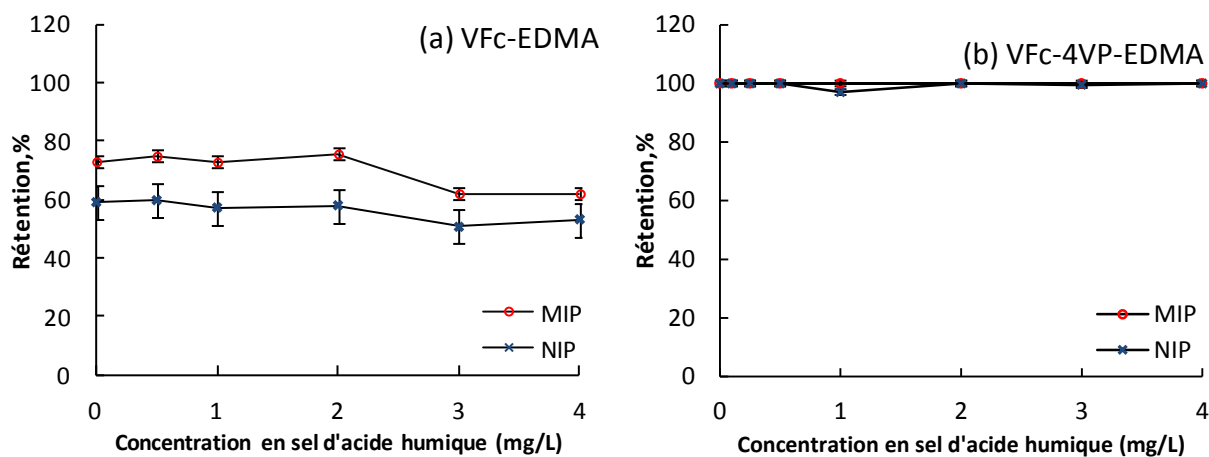 (a) VFc-EDMA
120
100
80
60
40
20
0
Rétention,%
MIP
NIP
0 1 2 3 4
Concentration en sel d'acide humique (mg/L)
(b) VFc-4VP-EDMA
120
100
80
60
40
20
0
Rétention,%
MIP
NIP
0 1 2 3 4
Concentration en sel d'acide humique (mg/L)